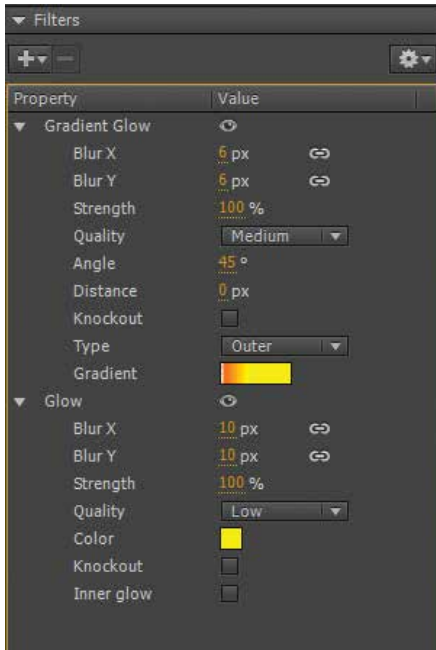 Filters
Property Value
Gradient Glow
Blur X 6 px
Blur Y 6 px
Strength 100 %
Quality Medium
Angle 45 °
Distance 0 px
Knockout
Type Outer
Gradient
Glow
Blur X 10 px
Blur Y 10 px
Strength 100 %
Quality Low
Color
Knockout
Inner glow